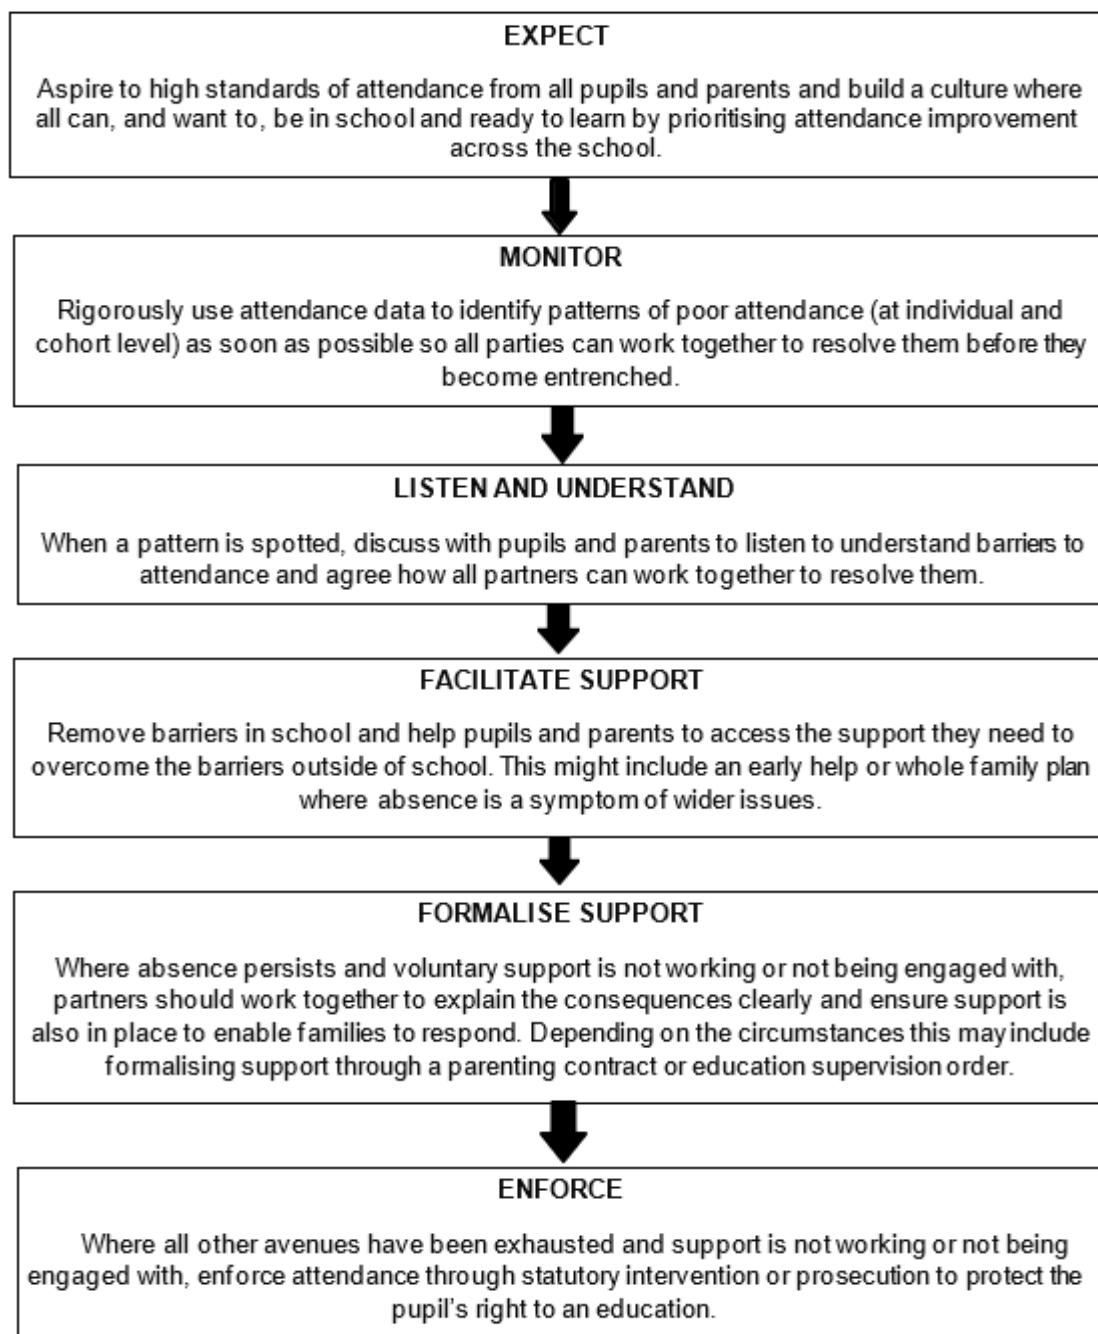 EXPECT
Aspire to high standards of attendance from all pupils and parents and build a culture where
all can, and want to, be in school and ready to learn by prioritising attendance improvement
across the school.
MONITOR
Rigorously use attendance data to identify patterns of poor attendance (at individual and
cohort level) as soon as possible so all parties can work together to resolve them before they
become entrenched.
LISTEN AND UNDERSTAND
When a pattern is spotted, discuss with pupils and parents to listen to understand barriers to
attendance and agree how all partners can work together to resolve them.
FACILITATE SUPPORT
Remove barriers in school and help pupils and parents to access the support they need to
overcome the barriers outside of school. This might include an early help or whole family plan
where absence is a symptom of wider issues.
FORMALISE SUPPORT
Where absence persists and voluntary support is not working or not being engaged with,
partners should work together to explain the consequences clearly and ensure support is
also in place to enable families to respond. Depending on the circumstances this may include
formalising support through a parenting contract or education supervision order.
ENFORCE
Where all other avenues have been exhausted and support is not working or not being
engaged with, enforce attendance through statutory intervention or prosecution to protect the
pupil's right to an education.